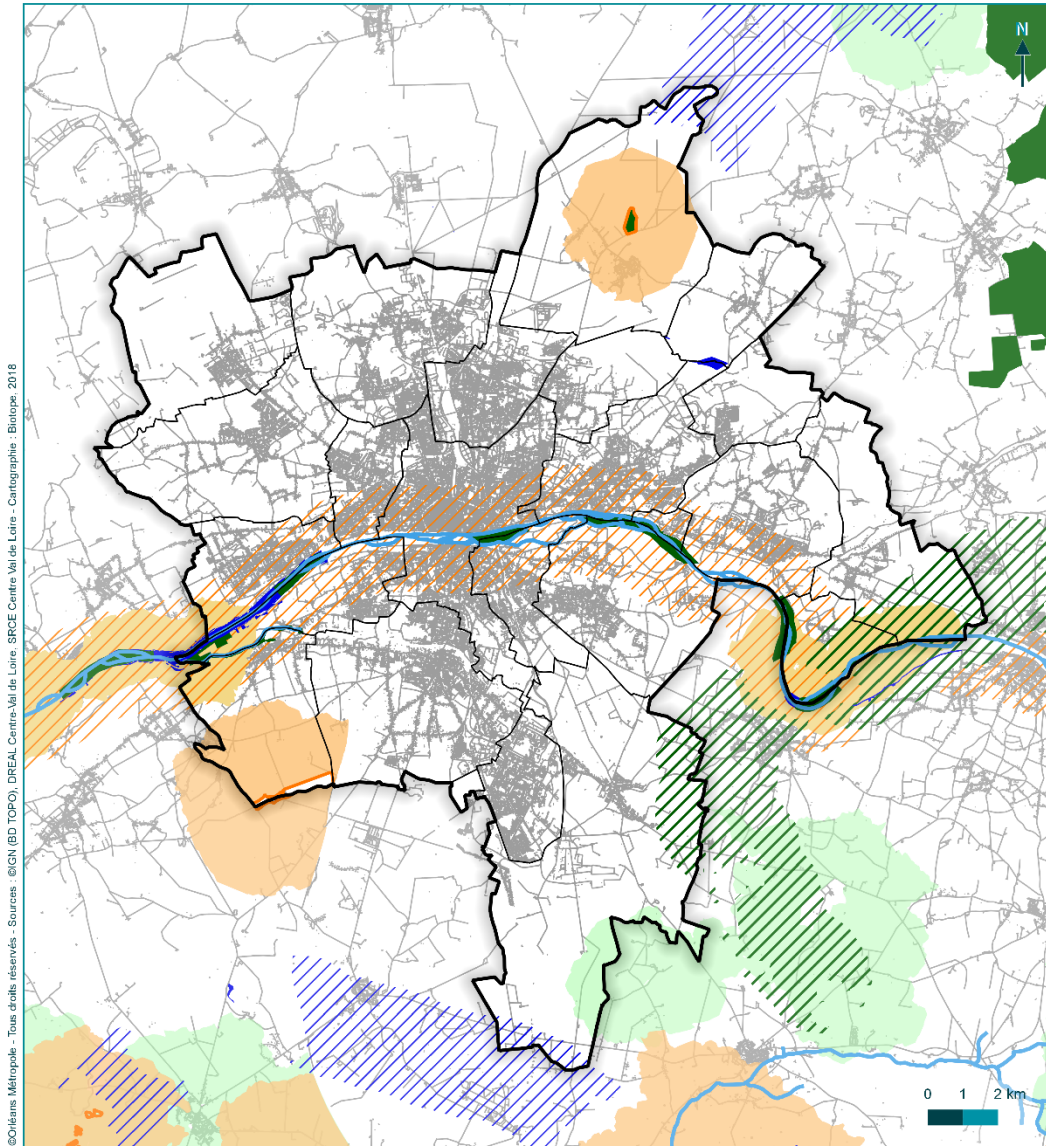 N
©Orléans Métropole - Tous droits réservés - Sources : ©IGN (BD TOPO), DREAL Centre-Val de Loire, SRCE Centre Val de Loire - Cartographie : Biotope, 2018
0 1 2 km